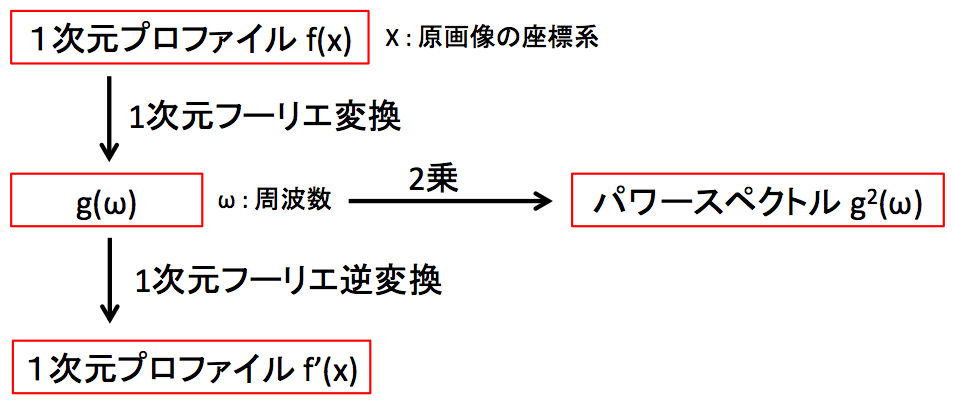 １次元プロファイル f(x)
X : 原画像の座標系
1次元フーリエ変換
g(ω)
ω : 周波数
2乗
パワースペクトル g²(ω)
1次元フーリエ逆変換
１次元プロファイル f’(x)